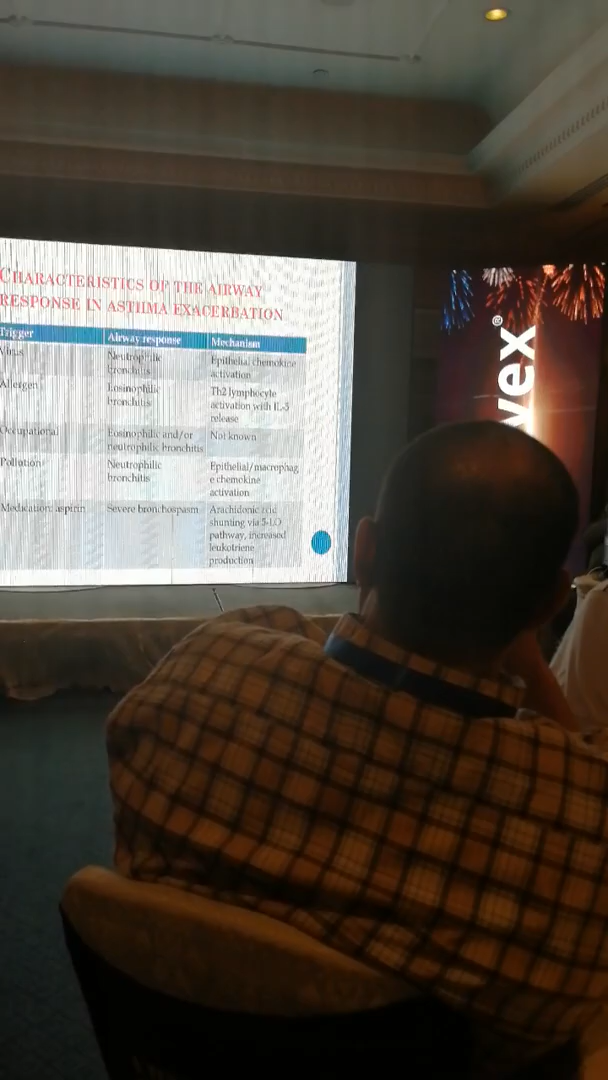 CHARACTERISTICS OF THE AIRWAY
RESPONSE IN ASTHMA EXACERBATION
Trigger Airway response Mechanism
Virus Neutrophilic Epithelial chemokine
bronchitis activation
Allergen Eosinophilic Th2 lymphocyte
bronchitis activation with IL-5
release
Occupational Eosinophilic and/or Not known
neutrophilic bronchitis
Pollution Neutrophilic Epithelial/macrophag
bronchitis e chemokine
activation
Medication: aspirin Severe bronchospasm Arachidonic acid
shunting via 5-LO
pathway, increased
leukotriene
production
vex®